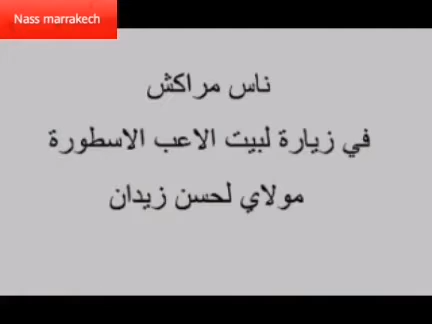 Nass marrakech
ناس مراكش
في زيارة لبيت الاعب الاسطورة
مولاي لحسن زيدان